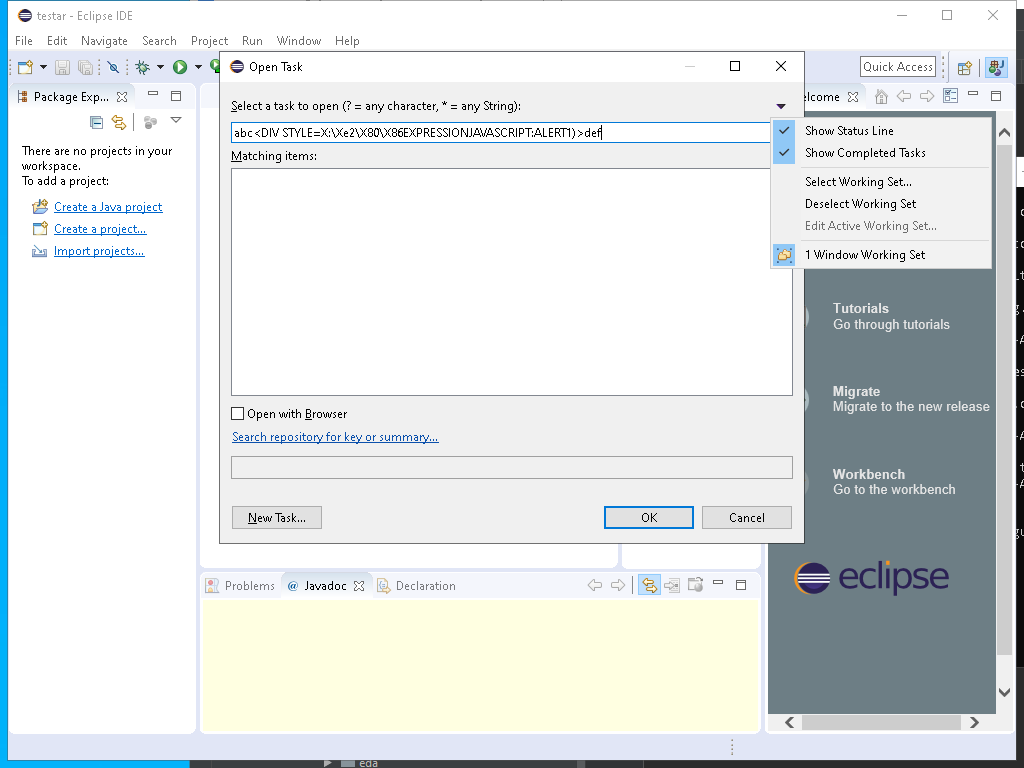 testar - Eclipse IDE
File Edit Navigate Search Project Run Window Help
Quick Access
Package Exp...
There are no projects in your
workspace.
To add a project:
Create a Java project
Create a project...
Import projects...
Open Task
Select a task to open (? = any character, * = any String):
abc<DIV STYLE=X:\Xe2\X80\X86EXPRESSIONJAVASCRIPT:ALERT1)>def
Matching items:
Open with Browser
Search repository for key or summary...
New Task...
OK
Cancel
elcome
Show Status Line
Show Completed Tasks
Select Working Set...
Deselect Working Set
Edit Active Working Set...
1 Window Working Set
Tutorials
Go through tutorials
Migrate
Migrate to the new release
Workbench
Go to the workbench
eclipse
Problems
@ Javadoc
Declaration
eda